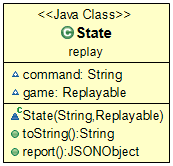 <<Java Class>>
C State
replay
command: String
game: Replayable
C State(String,Replayable)
toString():String
report():JSONObject